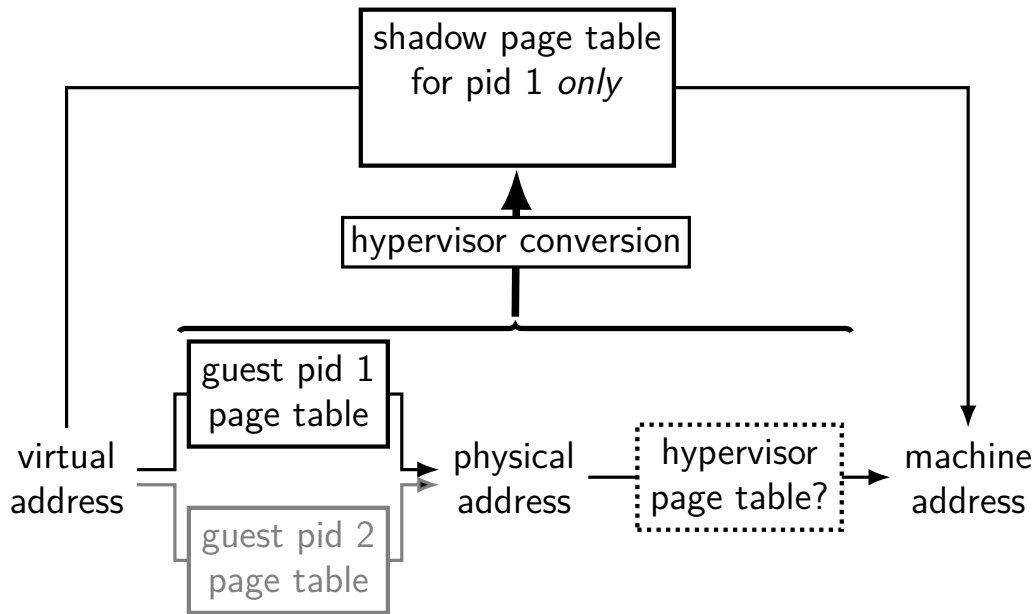 shadow page table
for pid 1 only
hypervisor conversion
guest pid 1
page table
virtual
address
physical
address
hypervisor
page table?
machine
address
guest pid 2
page table